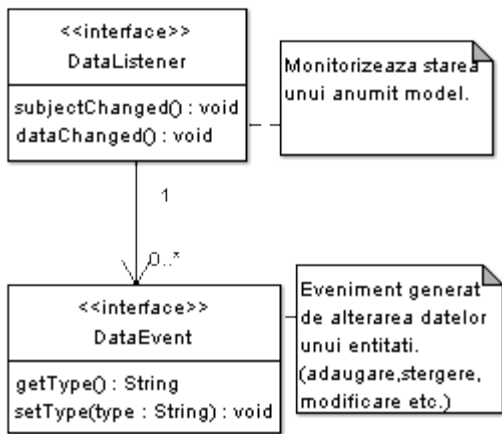 <<interface>>
DataListener
subjectChanged() : void
dataChanged() : void
Monitorizeaza starea
unui anumit model.
1
0..*
<<interface>>
DataEvent
getType() : String
setType(type : String) : void
Eveniment generat
de alterarea datelor
unui entitati.
(adaugare,stergere,
modificare etc.)